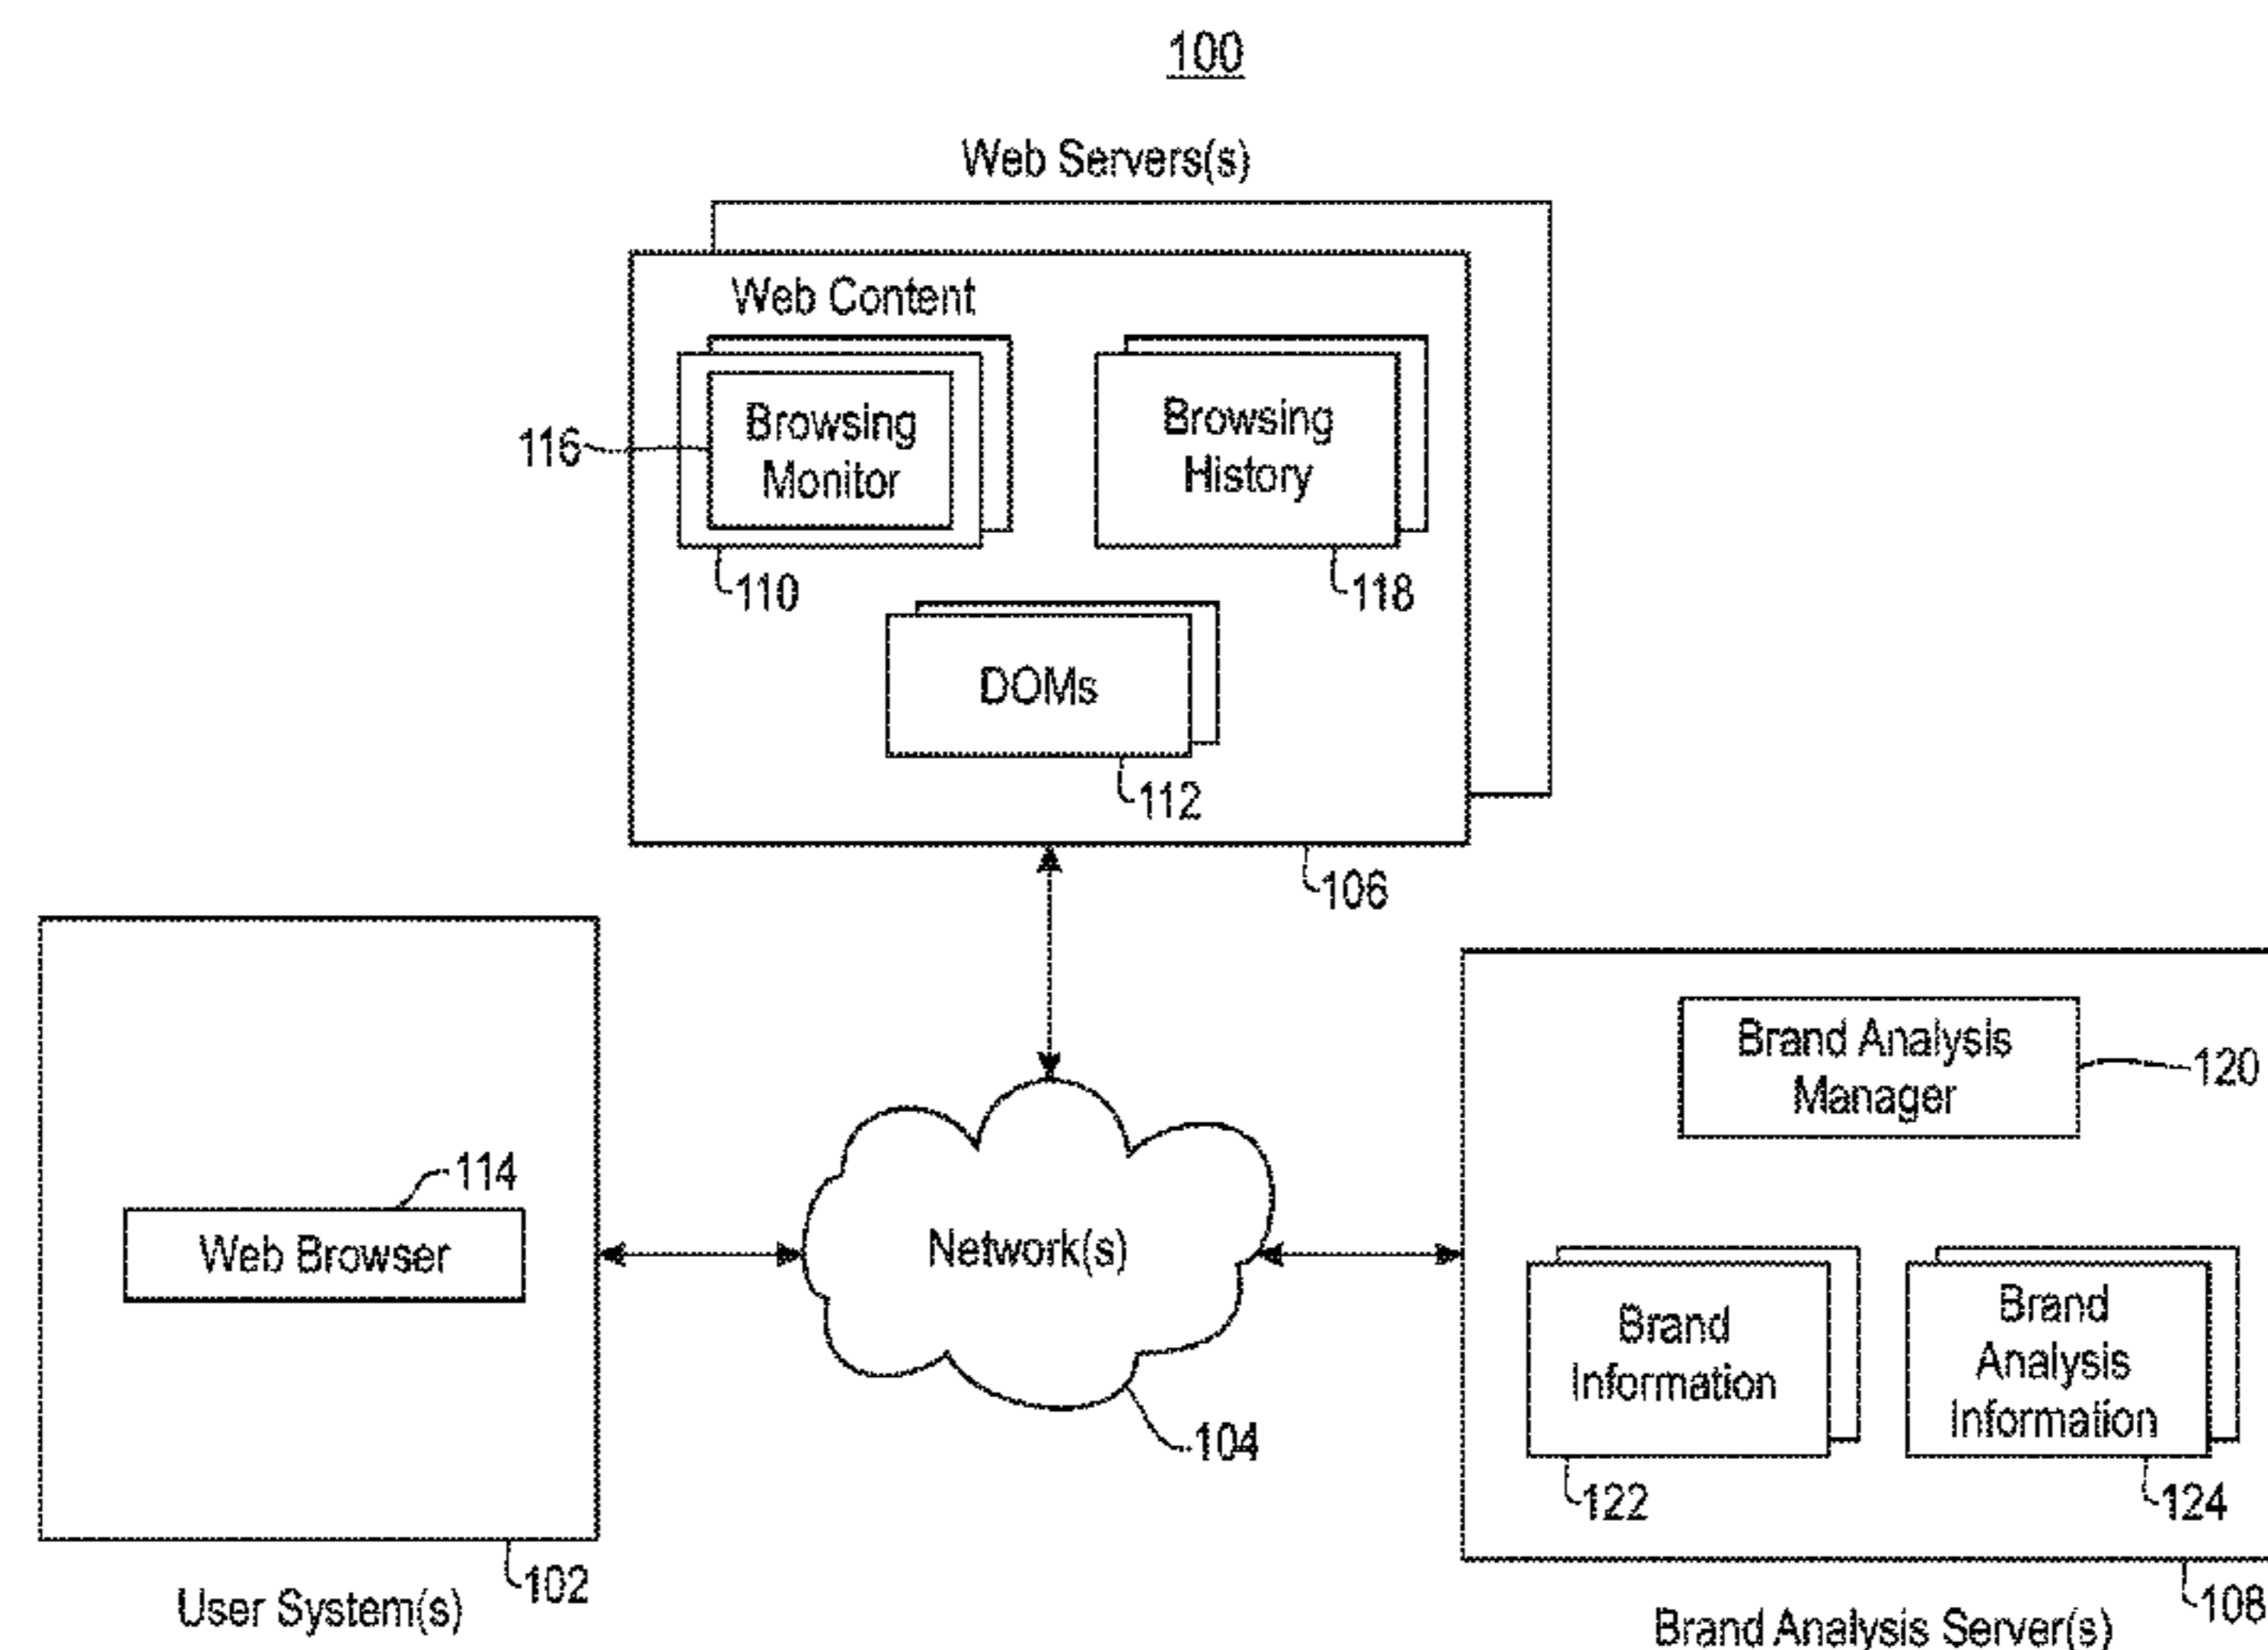 100
Web Servers(s)
Web Content
Browsing
Monitor
116
110
Browsing
History
118
DOMs
112
106
114
Web Browser
102
User System(s)
Network(s)
104
Brand Analysis
Manager
120
Brand
Information
122
Brand
Analysis
Information
124
108
Brand Analysis Server(s)